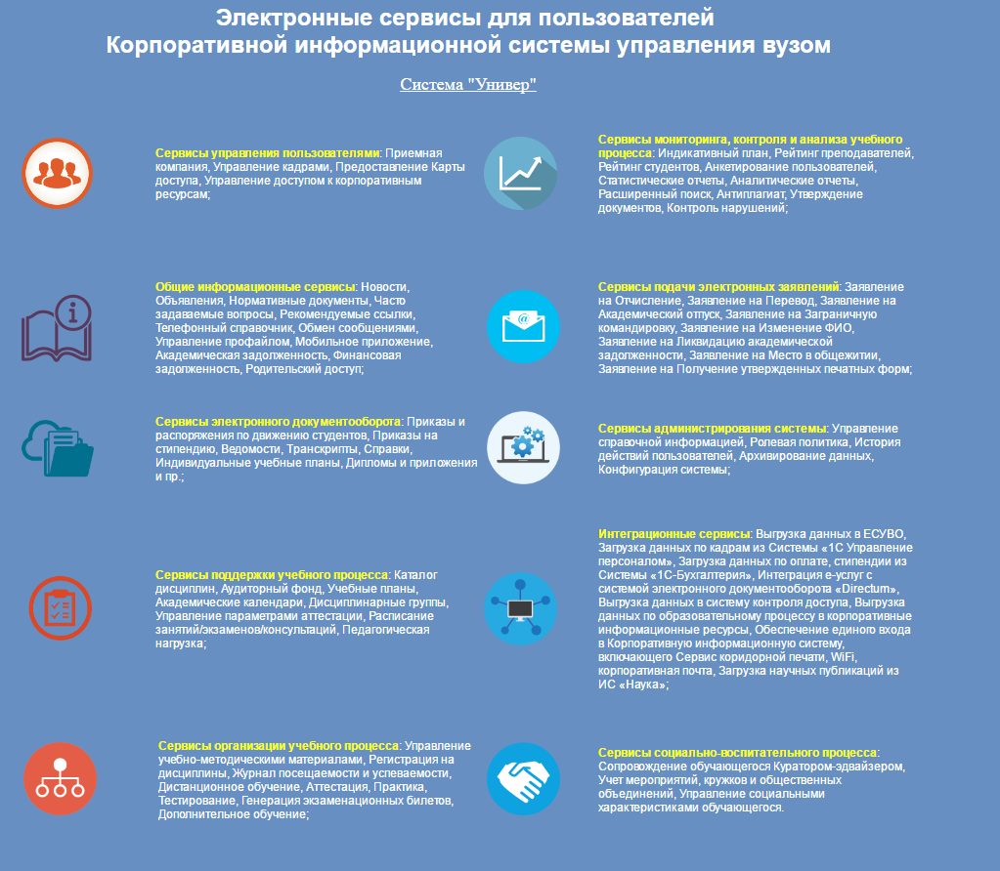 Электронные сервисы для пользователей
Корпоративной информационной системы управления вузом
Система "Универ"
Сервисы управления пользователями: Приемная
компания, Управление кадрами, Предоставление Карты
доступа, Управление доступом к корпоративным
ресурсам;
Сервисы мониторинга, контроля и анализа учебного
процесса: Индикативный план, Рейтинг преподавателей,
Рейтинг студентов, Анкетирование пользователей,
Статистические отчеты, Аналитические отчеты,
Расширенный поиск, Антиплагиат, Утверждение
документов, Контроль нарушений;
Общие информационные сервисы: Новости,
Объявления, Нормативные документы, Часто
задаваемые вопросы, Рекомендуемые ссылки,
Телефонный справочник, Обмен сообщениями,
Управление профайлом, Мобильное приложение,
Академическая задолженность, Финансовая
задолженность, Родительский доступ;
Сервисы подачи электронных заявлений: Заявление
на Отчисление, Заявление на Перевод, Заявление на
Академический отпуск, Заявление на Заграничную
командировку, Заявление на Изменение ФИО,
Заявление на Ликвидацию академической
задолженности, Заявление на Место в общежитии,
Заявление на Получение утвержденных печатных форм;
Сервисы электронного документооборота: Приказы и
распоряжения по движению студентов, Приказы на
стипендию, Ведомости, Транскрипты, Справки,
Индивидуальные учебные планы, Дипломы и приложения
и пр.;
Сервисы администрирования системы: Управление
справочной информацией, Ролевая политика, История
действий пользователей, Архивирование данных,
Конфигурация системы;
Сервисы поддержки учебного процесса: Каталог
дисциплин, Аудиторный фонд, Учебные планы,
Академические календари, Дисциплинарные группы,
Управление параметрами аттестации, Расписание
занятий/экзаменов/консультаций, Педагогическая
нагрузка;
Интеграционные сервисы: Выгрузка данных в ЕСУВО,
Загрузка данных по кадрам из Системы «1С Управление
персоналом», Загрузка данных по оплате, стипендии из
Системы «1С-Бухгалтерия», Интеграция е-услуг с
системой электронного документооборота «Directum»,
Выгрузка данных в систему контроля доступа, Выгрузка
данных по образовательному процессу в корпоративные
информационные ресурсы, Обеспечение единого входа
в Корпоративную информационную систему,
включающего Сервис коридорной печати, WiFi,
корпоративная почта, Загрузка научных публикаций из
ИС «Наука»;
Сервисы организации учебного процесса: Управление
учебно-методическими материалами, Регистрация на
дисциплины, Журнал посещаемости и успеваемости,
Дистанционное обучение, Аттестация, Практика,
Тестирование, Генерация экзаменационных билетов,
Дополнительное обучение;
Сервисы социально-воспитательного процесса:
Сопровождение обучающегося Куратором-эдвайзером,
Учет мероприятий, кружков и общественных
объединений, Управление социальными
характеристиками обучающегося.